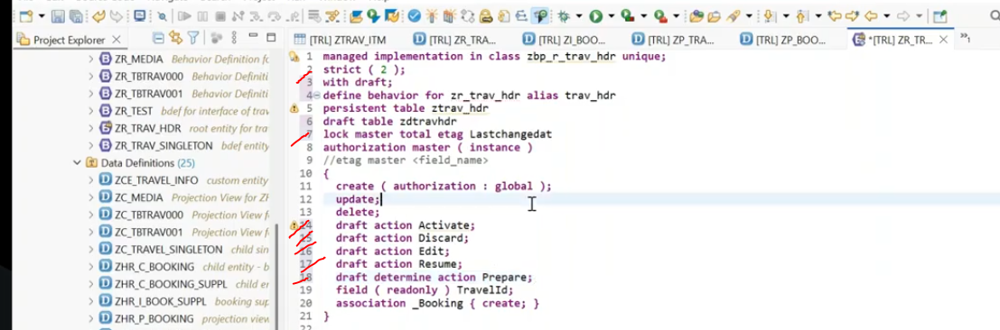 Project Explorer
ZR_MEDIA Behavior Definition fo
ZR_TBTRAV000 Behavior Definiti
ZR_TBTRAV001 Behavior Definiti
ZR_TEST bdef for interface of trav
ZR_TRAV_HDR root entity for trav
ZR_TRAV_SINGLETON bdef entity
Data Definitions (25)
ZCE_TRAVEL_INFO custom entity
ZC_MEDIA Projection View for ZR
ZC_TBTRAV000 Projection View f
ZC_TBTRAV001 Projection View f
ZC_TRAVEL_SINGLETON child sin
ZHR_C_BOOKING child entity - b
ZHR_C_BOOKING_SUPPL child er
ZHR_I_BOOK_SUPPL booking sup
ZHR_P_BOOKING projection view
[TRL] ZTRAV_ITM
[TRL] ZR_TRA...
[TRL] ZI_BOO...
[TRL] ZP_TRA...
[TRL] ZP_BOO...
*[TRL] ZR_TR...
»1
1 managed implementation in class zbp_r_trav_hdr unique;
2 strict ( 2 );
3 with draft;
4 define behavior for zr_trav_hdr alias trav_hdr
5 persistent table ztrav_hdr
6 draft table zdtravhdr
7 lock master total etag Lastchangedat
8 authorization master ( instance )
9 //etag master <field_name>
10 {
11 create ( authorization : global );
12 update;
13 delete;
14 draft action Activate;
15 draft action Discard;
16 draft action Edit;
17 draft action Resume;
18 draft determine action Prepare;
19 field ( readonly ) TravelId;
20 association _Booking { create; }
21 }
22